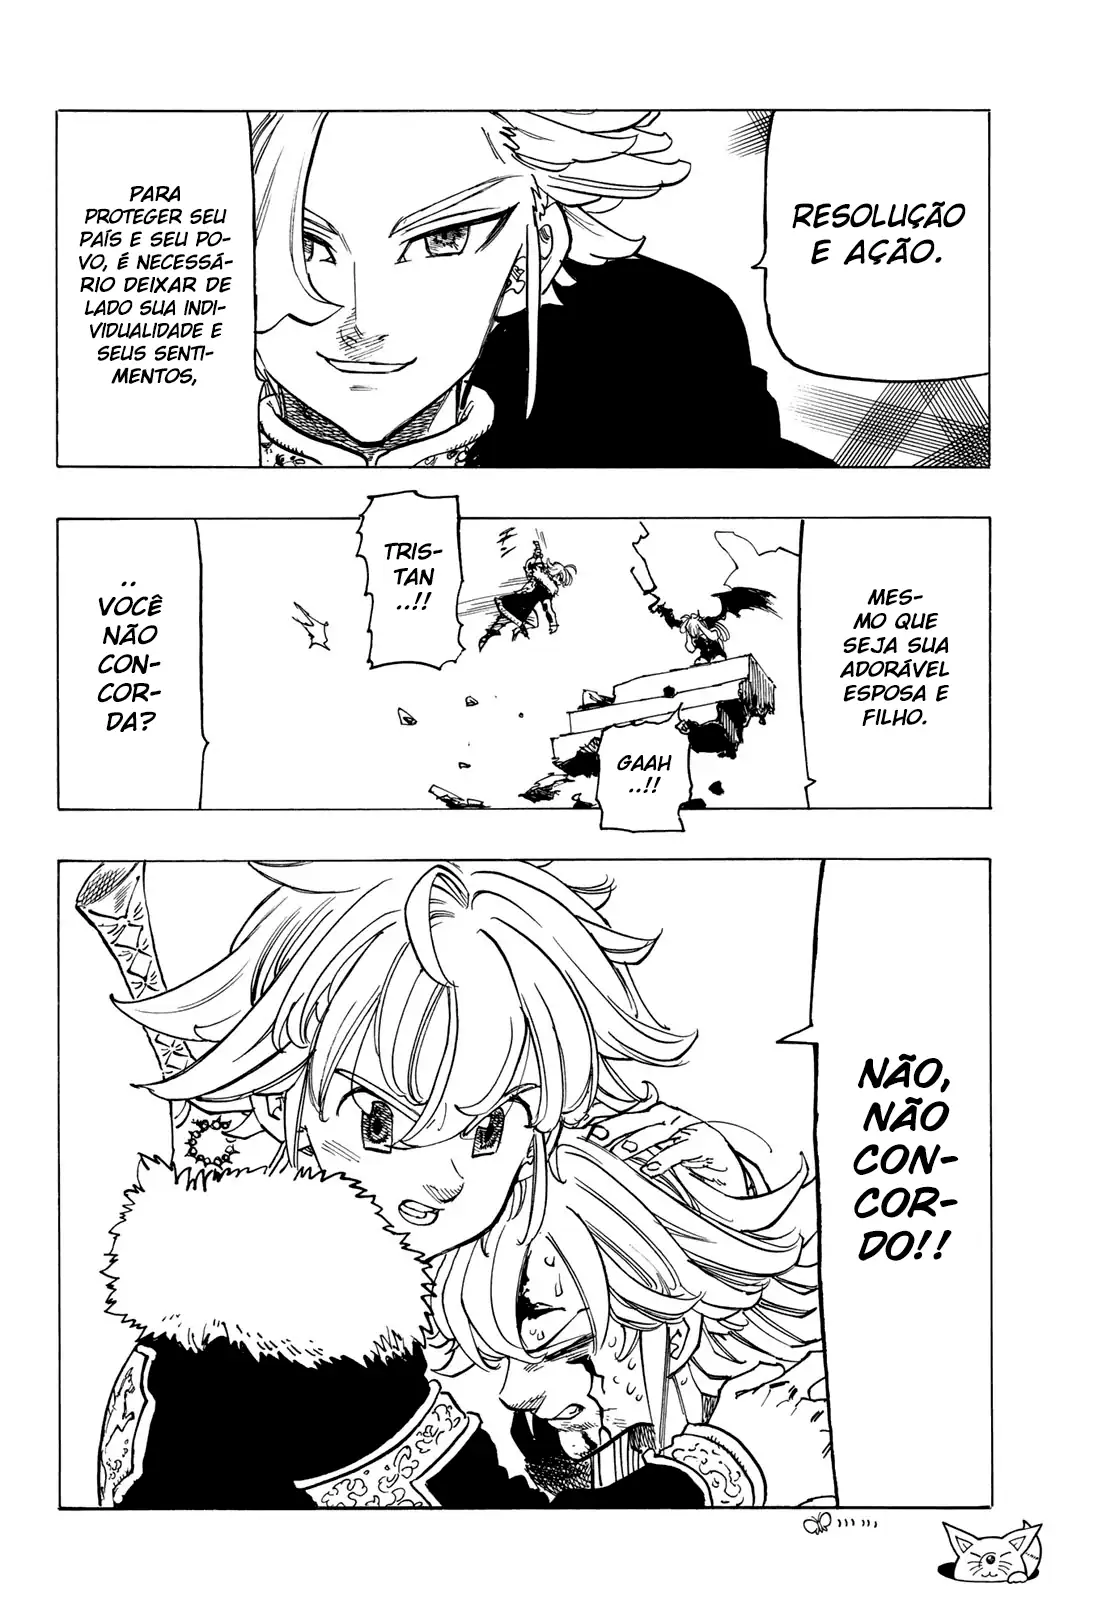 RESOLUÇÃO
E AÇÃO.
PARA
PROTEGER SEU
PAÍS E SEU PO-
VO, É NECESSÁ-
RIO DEIXAR DE
LADO SUA INDI-
VIDUALIDADE E
SEUS SENTI-
MENTOS,
MES-
MO QUE
SEJA SUA
ADORÁVEL
ESPOSA E
FILHO.
GAAH
..!!
TRIS-
TAN
..!!
..
VOCÊ
NÃO
CON-
COR-
DA?
NÃO,
NÃO
CON-
COR-
DO!!